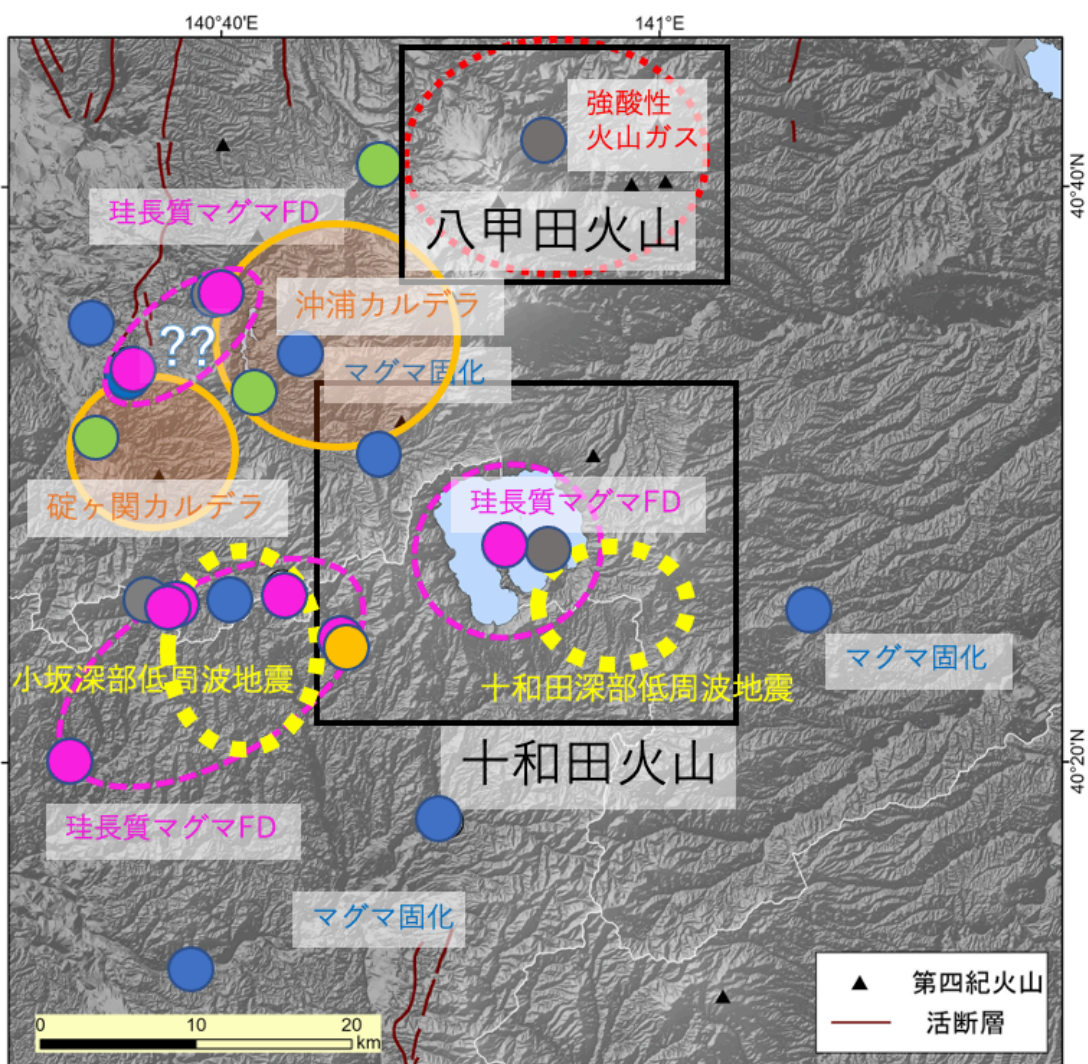 140°40'E
141°E
強酸性
火山ガス
40°40'N
珪長質マグマFD
八甲田火山
沖浦カルデラ
??
マグマ固化
碇ヶ関カルデラ
珪長質マグマFD
小坂深部低周波地震
十和田深部低周波地震
マグマ固化
十和田火山
40°20'N
珪長質マグマFD
マグマ固化
第四紀火山
活断層
0 10 20
km